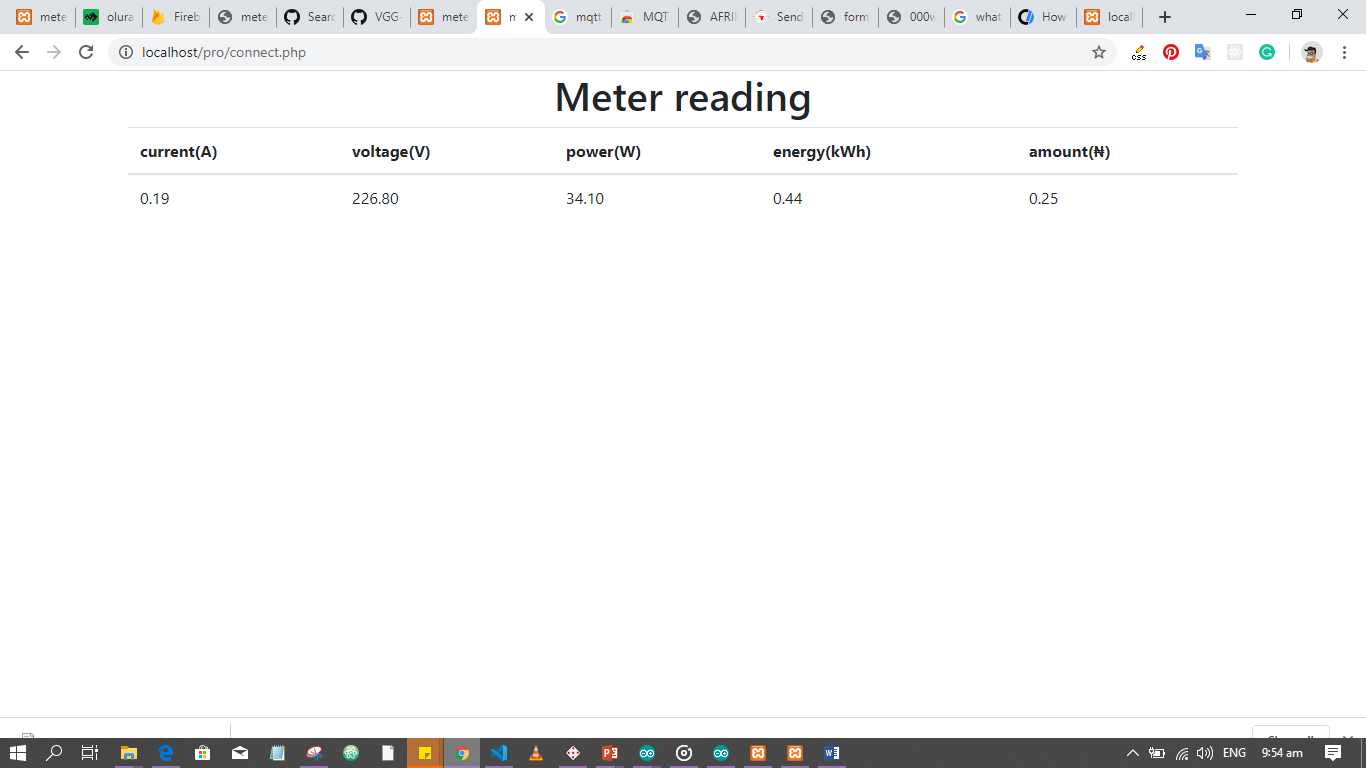 mete olura Fireb mete Searc VGG- mete m mqtt MQT AFRI Send form 000w what How local
localhost/pro/connect.php
css
Meter reading
current(A) voltage(V) power(W) energy(kWh) amount(₦)
0.19 226.80 34.10 0.44 0.25
ENG 9:54 am